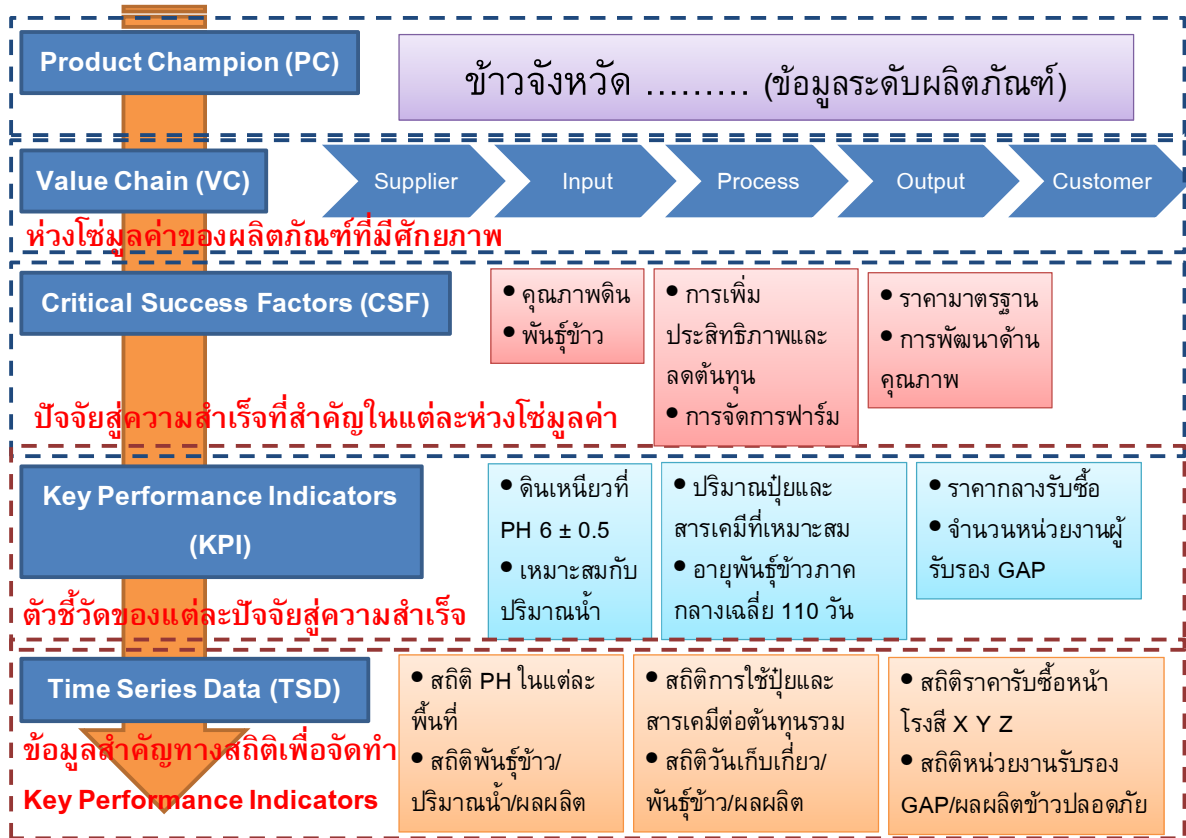 Product Champion (PC)
ข้าวจังหวัด ......... (ข้อมูลระดับผลิตภัณฑ์)
Value Chain (VC)
Supplier
Input
Process
Output
Customer
ห่วงโซ่มูลค่าของผลิตภัณฑ์ที่มีศักยภาพ
Critical Success Factors (CSF)
• คุณภาพดิน
• พันธุ์ข้าว
• การเพิ่ม
ประสิทธิภาพและ
ลดต้นทุน
• การจัดการฟาร์ม
• ราคามาตรฐาน
• การพัฒนาด้าน
คุณภาพ
ปัจจัยสู่ความสำเร็จที่สำคัญในแต่ละห่วงโซ่มูลค่า
Key Performance Indicators
(KPI)
• ดินเหนียวที่
PH 6 ± 0.5
• เหมาะสมกับ
ปริมาณน้ำ
• ปริมาณปุ๋ยและ
สารเคมีที่เหมาะสม
• อายุพันธุ์ข้าวภาค
กลางเฉลี่ย 110 วัน
• ราคากลางรับซื้อ
• จำนวนหน่วยงานผู้
รับรอง GAP
ตัวชี้วัดของแต่ละปัจจัยสู่ความสำเร็จ
Time Series Data (TSD)
• สถิติ PH ในแต่ละ
พื้นที่
• สถิติพันธุ์ข้าว/
ปริมาณน้ำ/ผลผลิต
• สถิติการใช้ปุ๋ยและ
สารเคมีต่อต้นทุนรวม
• สถิติวันเก็บเกี่ยว/
พันธุ์ข้าว/ผลผลิต
• สถิติราคารับซื้อหน้า
โรงสี X Y Z
• สถิติหน่วยงานรับรอง
GAP/ผลผลิตข้าวปลอดภัย
ข้อมูลสำคัญทางสถิติเพื่อจัดทำ
Key Performance Indicators